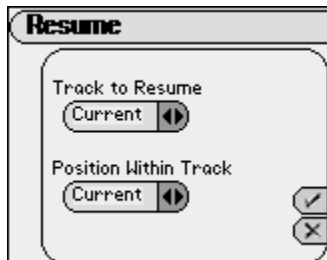 Resume
Track to Resume
Current
Position Within Track
Current